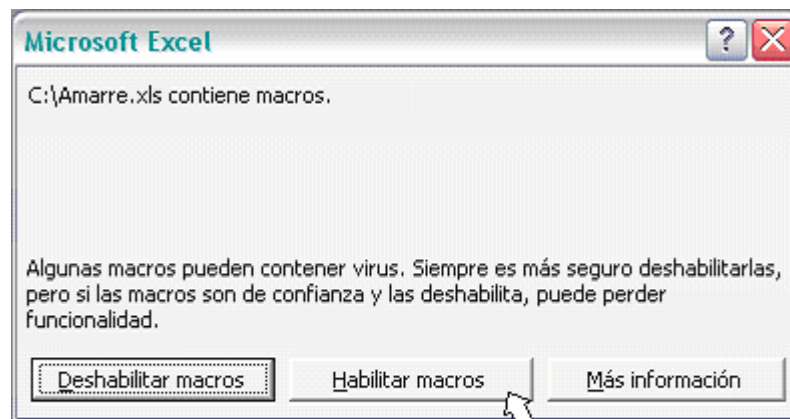 Microsoft Excel
C:\Amarre.xls contiene macros.
Algunas macros pueden contener virus. Siempre es más seguro deshabilitarlas,
pero si las macros son de confianza y las deshabilita, puede perder
funcionalidad.
Deshabilitar macros Habilitar macros Más información